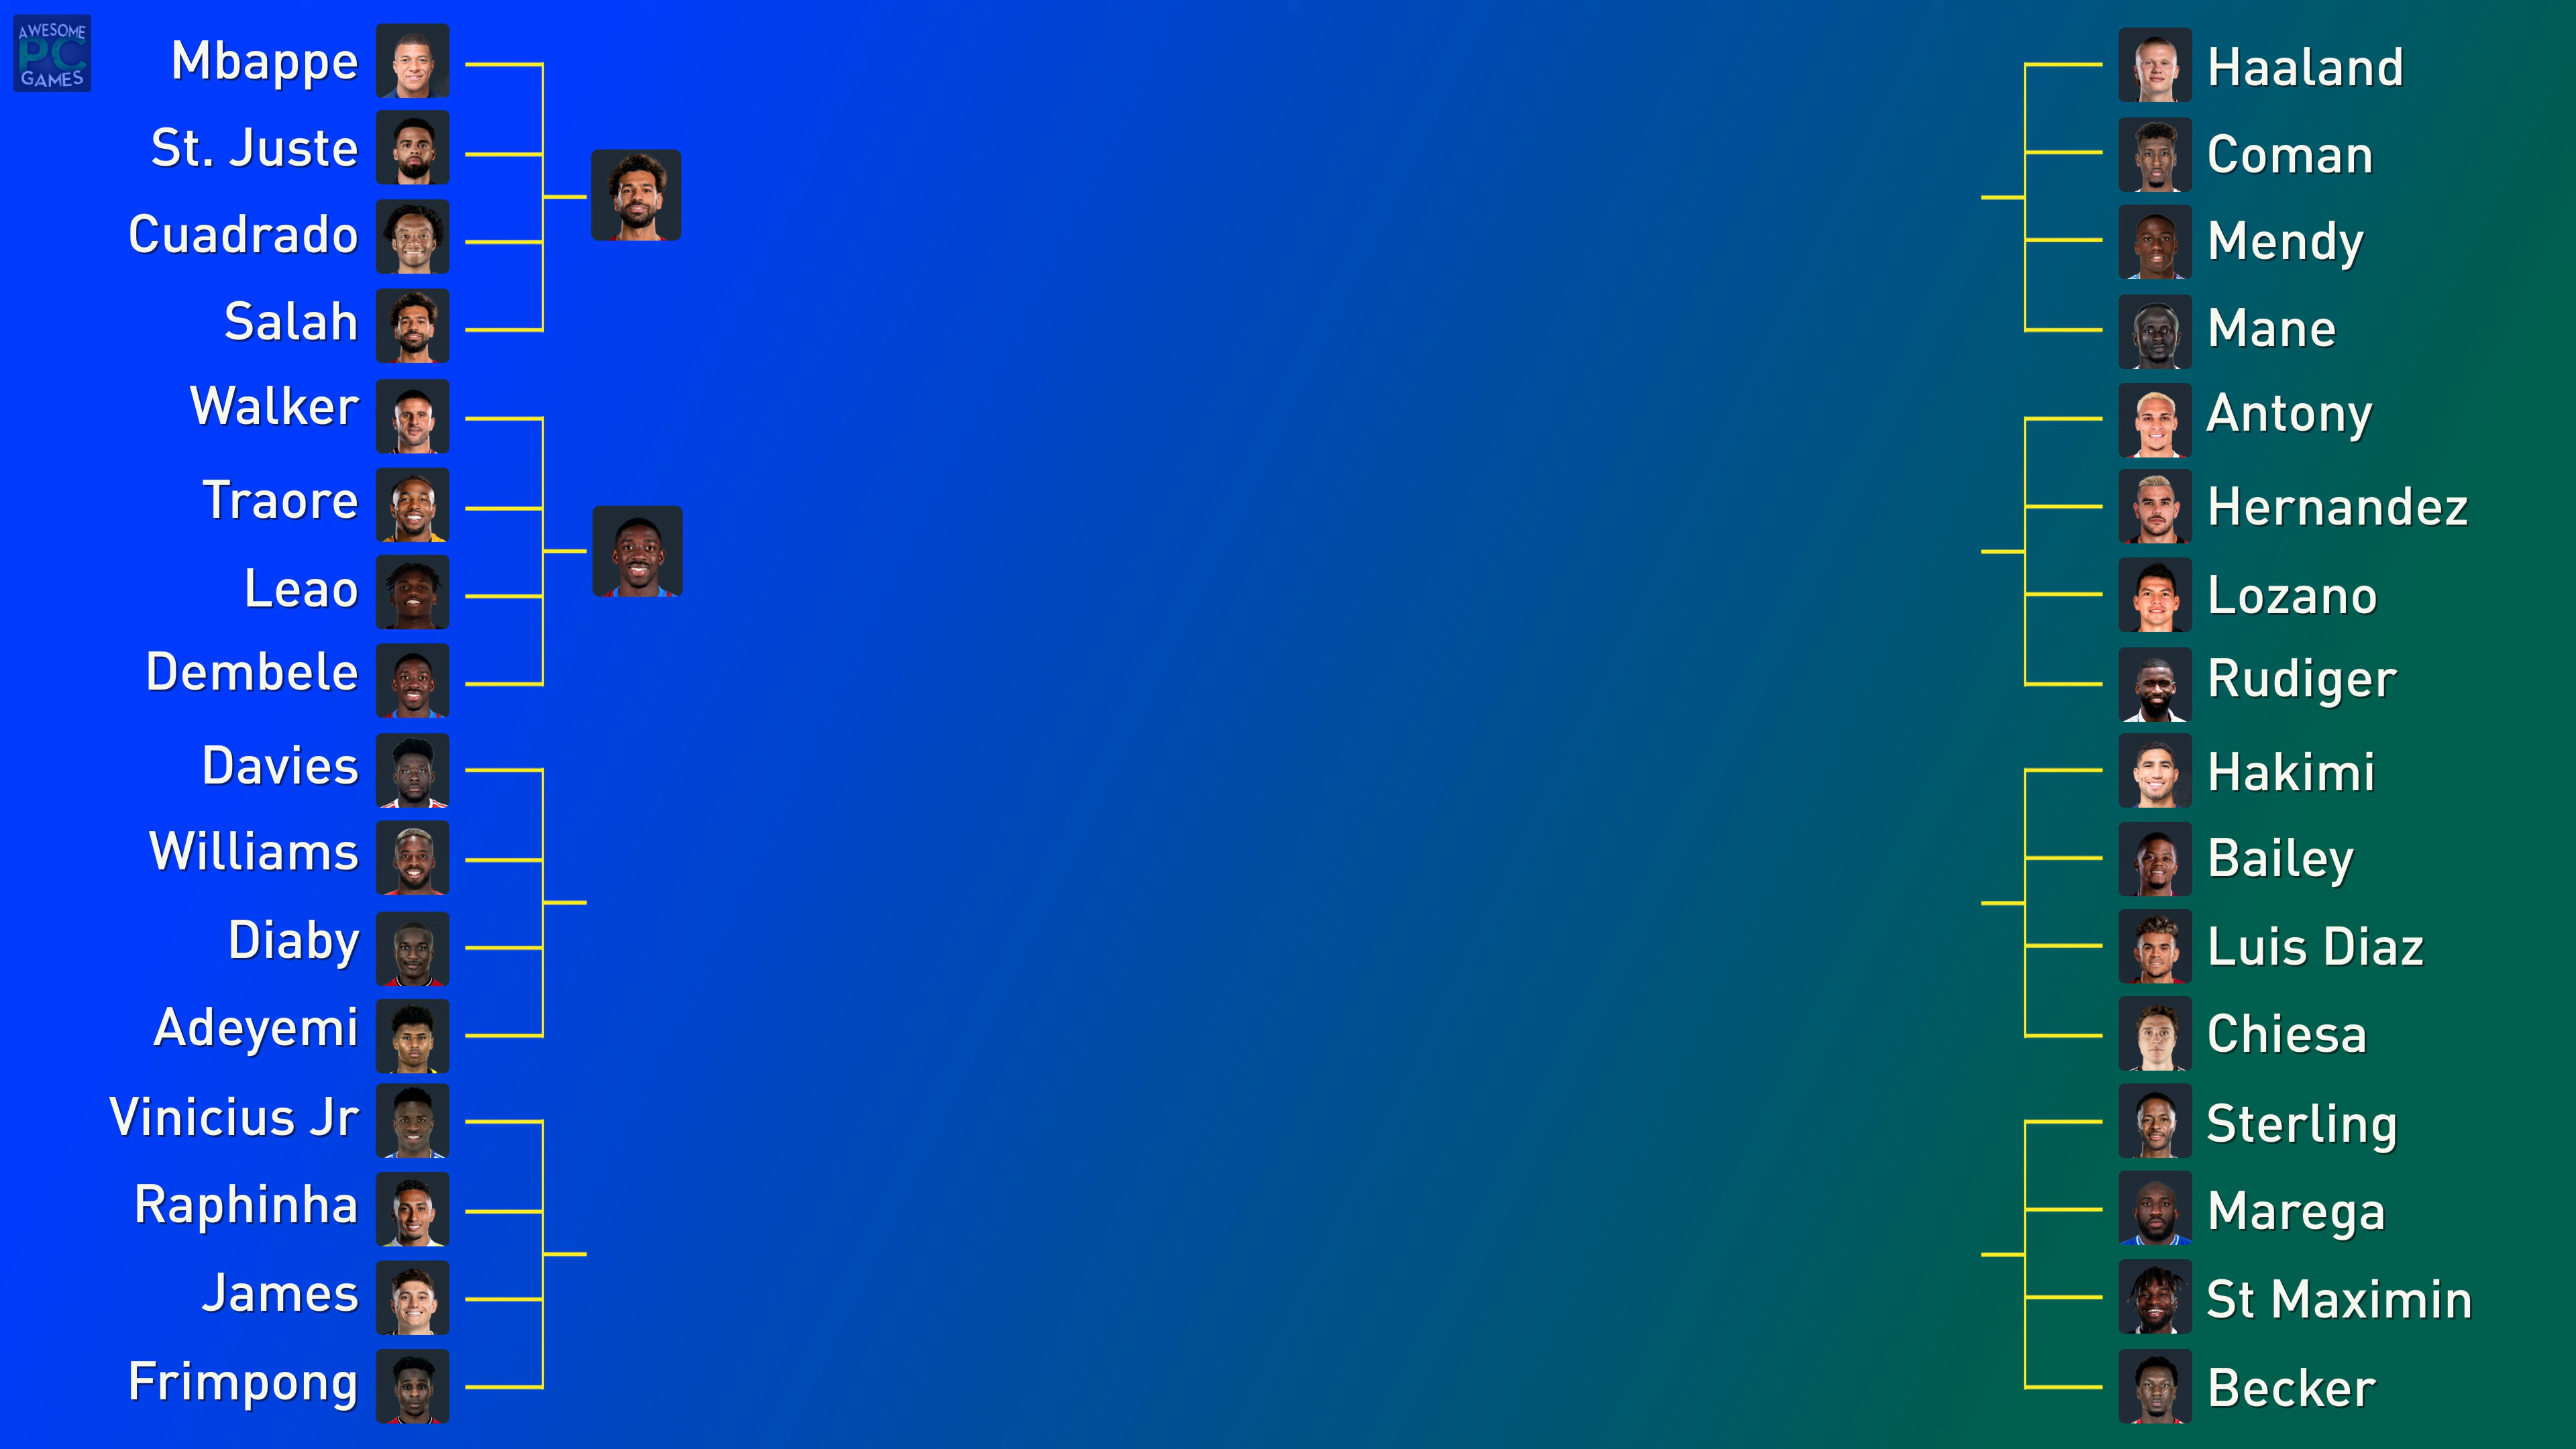 AWESOME
PC
GAMES
Mbappe
St. Juste
Cuadrado
Salah
Walker
Traore
Leao
Dembele
Davies
Williams
Diaby
Adeyemi
Vinicius Jr
Raphinha
James
Frimpong
Haaland
Coman
Mendy
Mane
Antony
Hernandez
Lozano
Rudiger
Hakimi
Bailey
Luis Diaz
Chiesa
Sterling
Marega
St Maximin
Becker